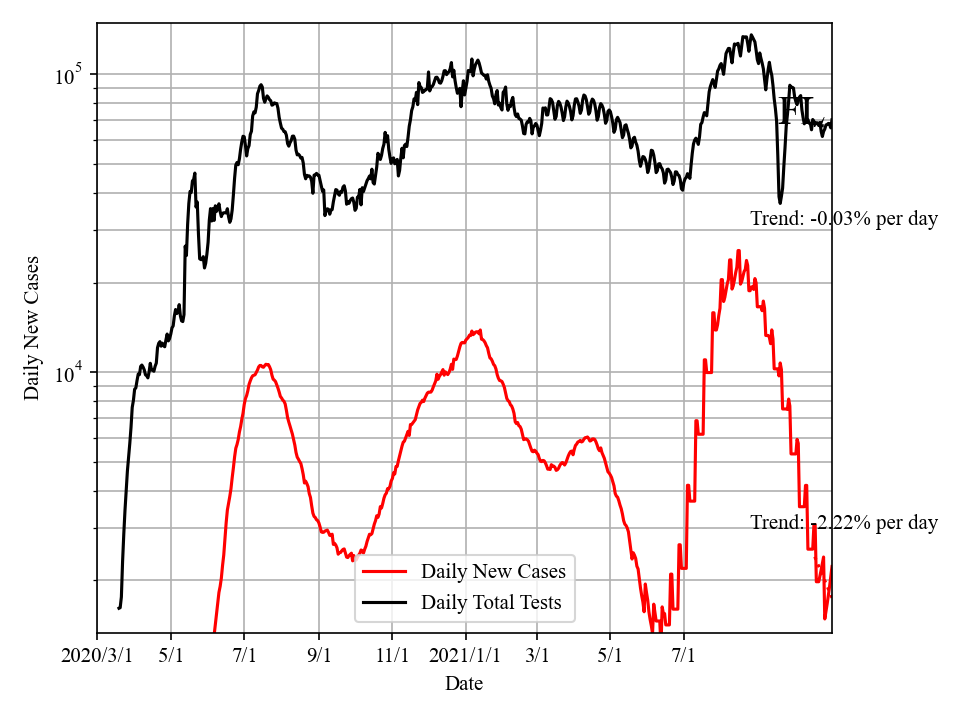 10^5
FL
Trend: -0.03% per day
Daily New Cases
10^4
Trend: -2.22% per day
Daily New Cases
Daily Total Tests
2020/3/1 5/1 7/1 9/1 11/1 2021/1/1 3/1 5/1 7/1
Date